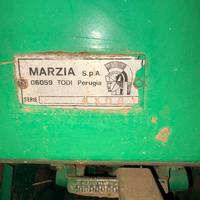 MARZIA S.p.A
06059 TODI Perugia
SERIE